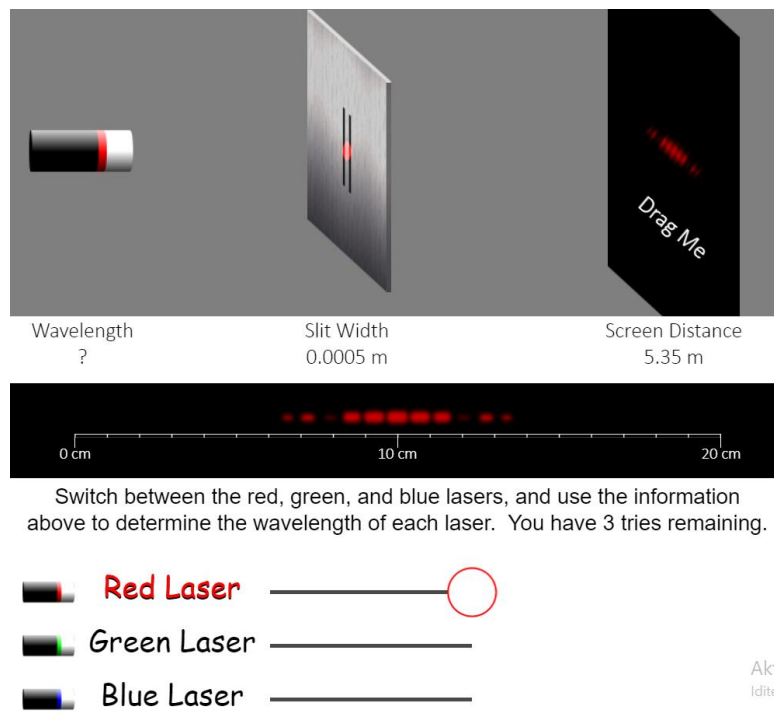 Drag Me
Wavelength
?
Slit Width
0.0005 m
Screen Distance
5.35 m
0 cm
10 cm
20 cm
Switch between the red, green, and blue lasers, and use the information
above to determine the wavelength of each laser. You have 3 tries remaining.
Red Laser
Green Laser
Blue Laser